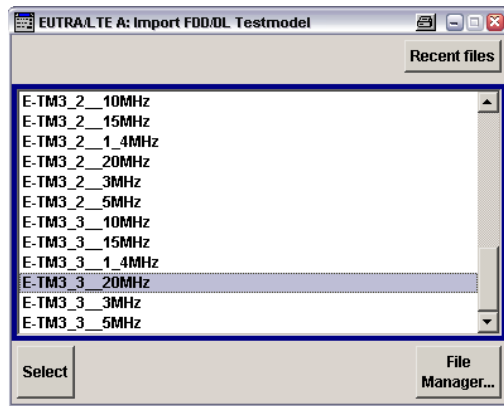 EUTRA/LTE A: Import FDD/DL Testmodel
Recent files
E-TM3_2__10MHz
E-TM3_2__15MHz
E-TM3_2__1_4MHz
E-TM3_2__20MHz
E-TM3_2__3MHz
E-TM3_2__5MHz
E-TM3_3__10MHz
E-TM3_3__15MHz
E-TM3_3__1_4MHz
E-TM3_3__20MHz
E-TM3_3__3MHz
E-TM3_3__5MHz
Select
File
Manager...